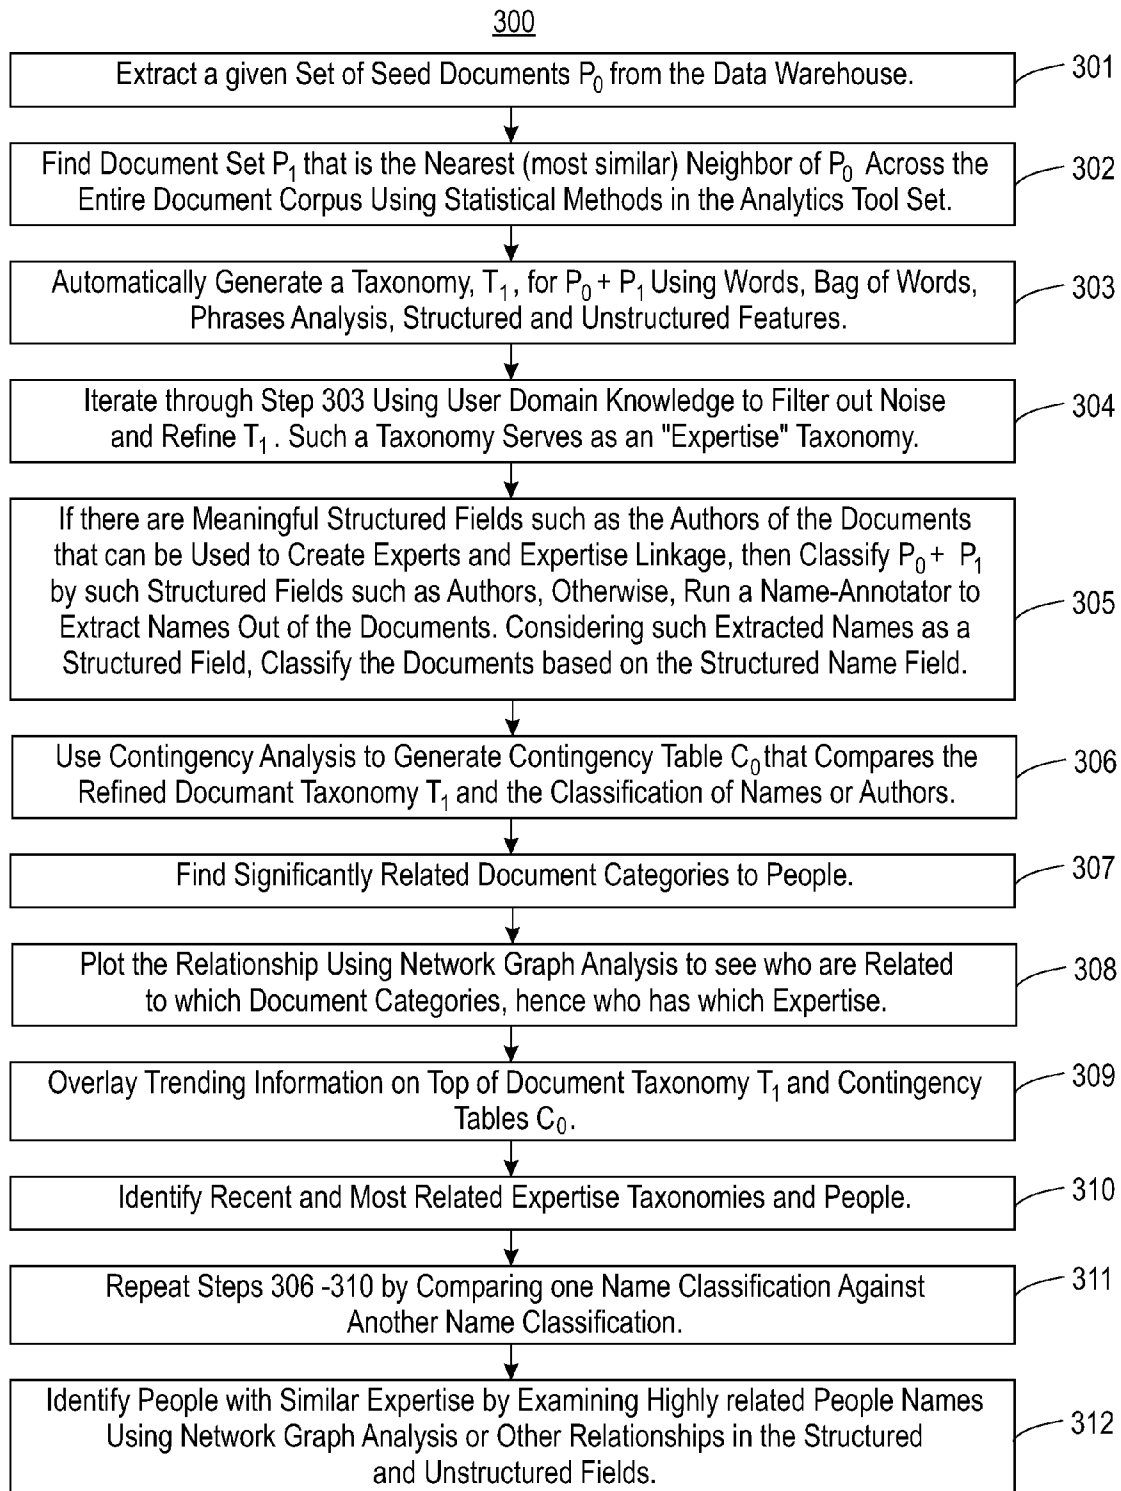 300
Extract a given Set of Seed Documents P0 from the Data Warehouse.
301
Find Document Set P1 that is the Nearest (most similar) Neighbor of P0 Across the
Entire Document Corpus Using Statistical Methods in the Analytics Tool Set.
302
Automatically Generate a Taxonomy, T1, for P0 + P1 Using Words, Bag of Words,
Phrases Analysis, Structured and Unstructured Features.
303
Iterate through Step 303 Using User Domain Knowledge to Filter out Noise
and Refine T1. Such a Taxonomy Serves as an "Expertise" Taxonomy.
304
If there are Meaningful Structured Fields such as the Authors of the Documents
that can be Used to Create Experts and Expertise Linkage, then Classify P0 + P1
by such Structured Fields such as Authors, Otherwise, Run a Name-Annotator to
Extract Names Out of the Documents. Considering such Extracted Names as a
Structured Field, Classify the Documents based on the Structured Name Field.
305
Use Contingency Analysis to Generate Contingency Table C0 that Compares the
Refined Documant Taxonomy T1 and the Classification of Names or Authors.
306
Find Significantly Related Document Categories to People.
307
Plot the Relationship Using Network Graph Analysis to see who are Related
to which Document Categories, hence who has which Expertise.
308
Overlay Trending Information on Top of Document Taxonomy T1 and Contingency
Tables C0.
309
Identify Recent and Most Related Expertise Taxonomies and People.
310
Repeat Steps 306 -310 by Comparing one Name Classification Against
Another Name Classification.
311
Identify People with Similar Expertise by Examining Highly related People Names
Using Network Graph Analysis or Other Relationships in the Structured
and Unstructured Fields.
312